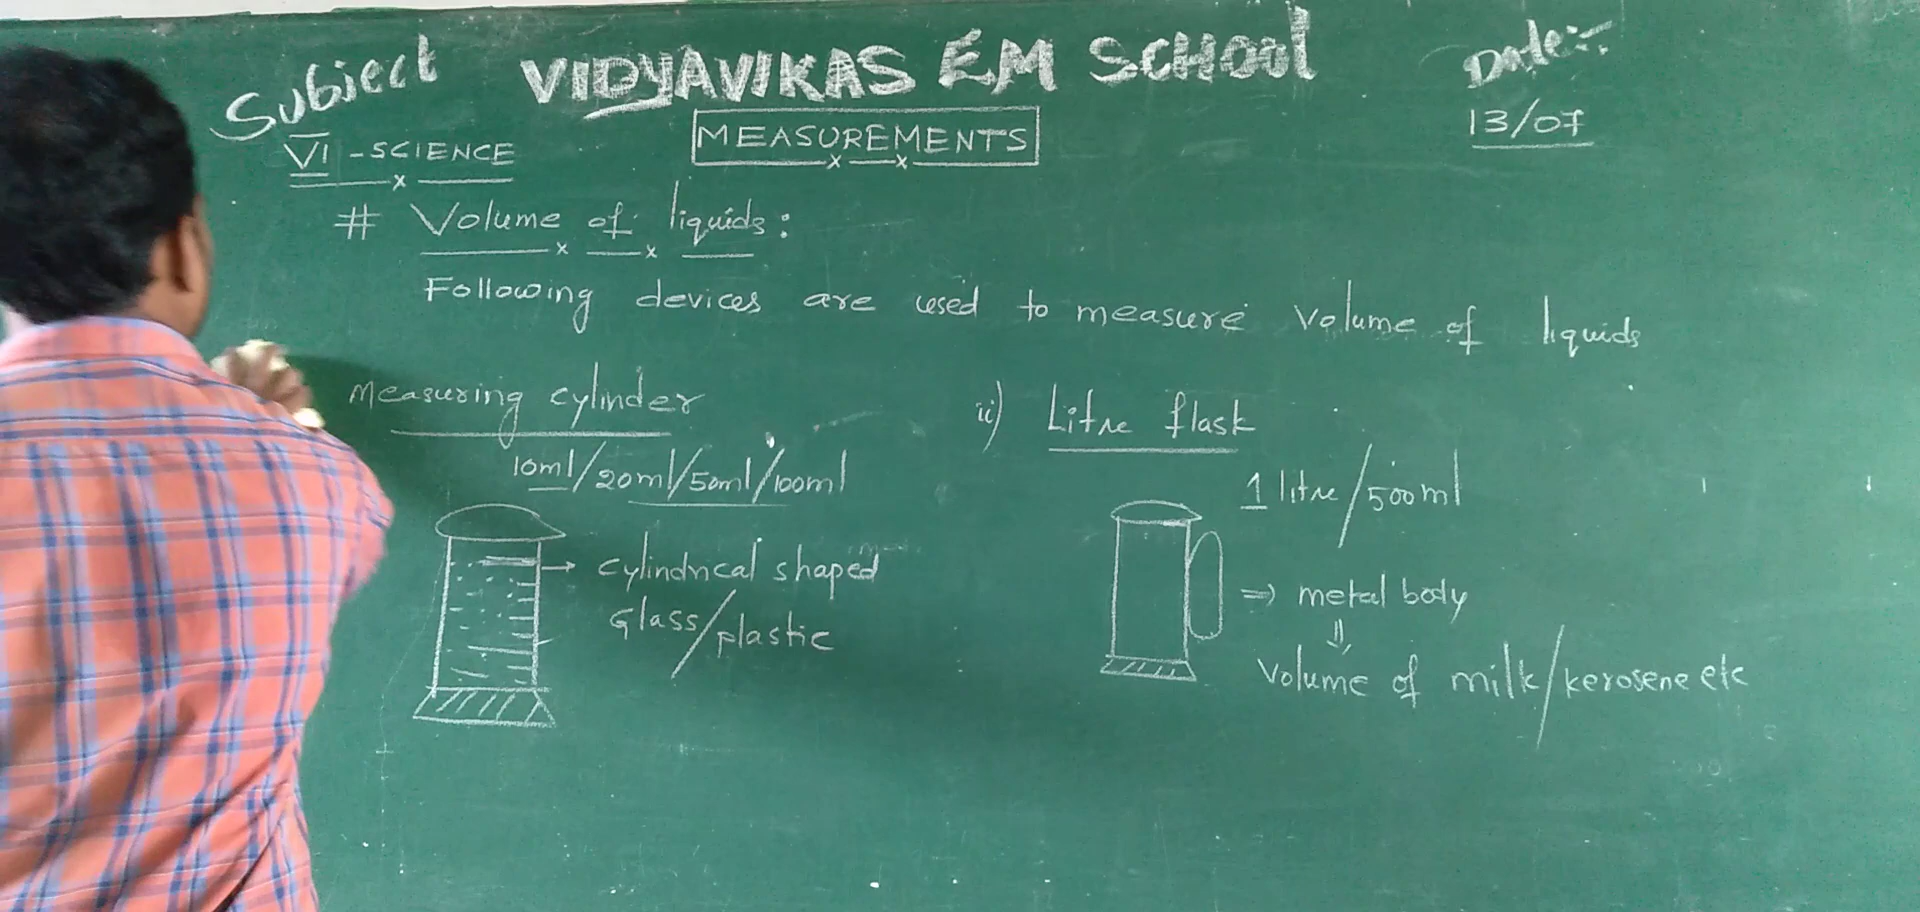 Subject VIDYAVIKAS EM SCHOOL Date:-
13/07
VI - SCIENCE
MEASUREMENTS
# Volume of liquids:
Following devices are used to measure volume of liquids
Measuring cylinder
10ml/20ml/50ml/100ml
→ cylindrical shaped
Glass/plastic
ii) Litre flask
1 litre/500ml
⇒ metal body
⇓
Volume of milk/kerosene etc